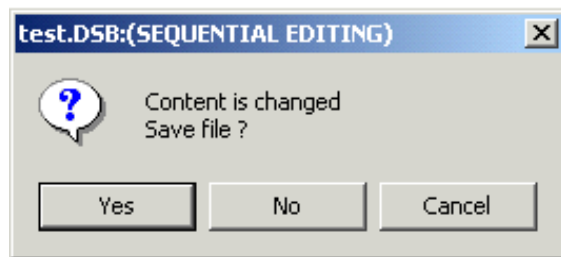 test.DSB:(SEQUENTIAL EDITING)
Content is changed
Save file ?
Yes
No
Cancel